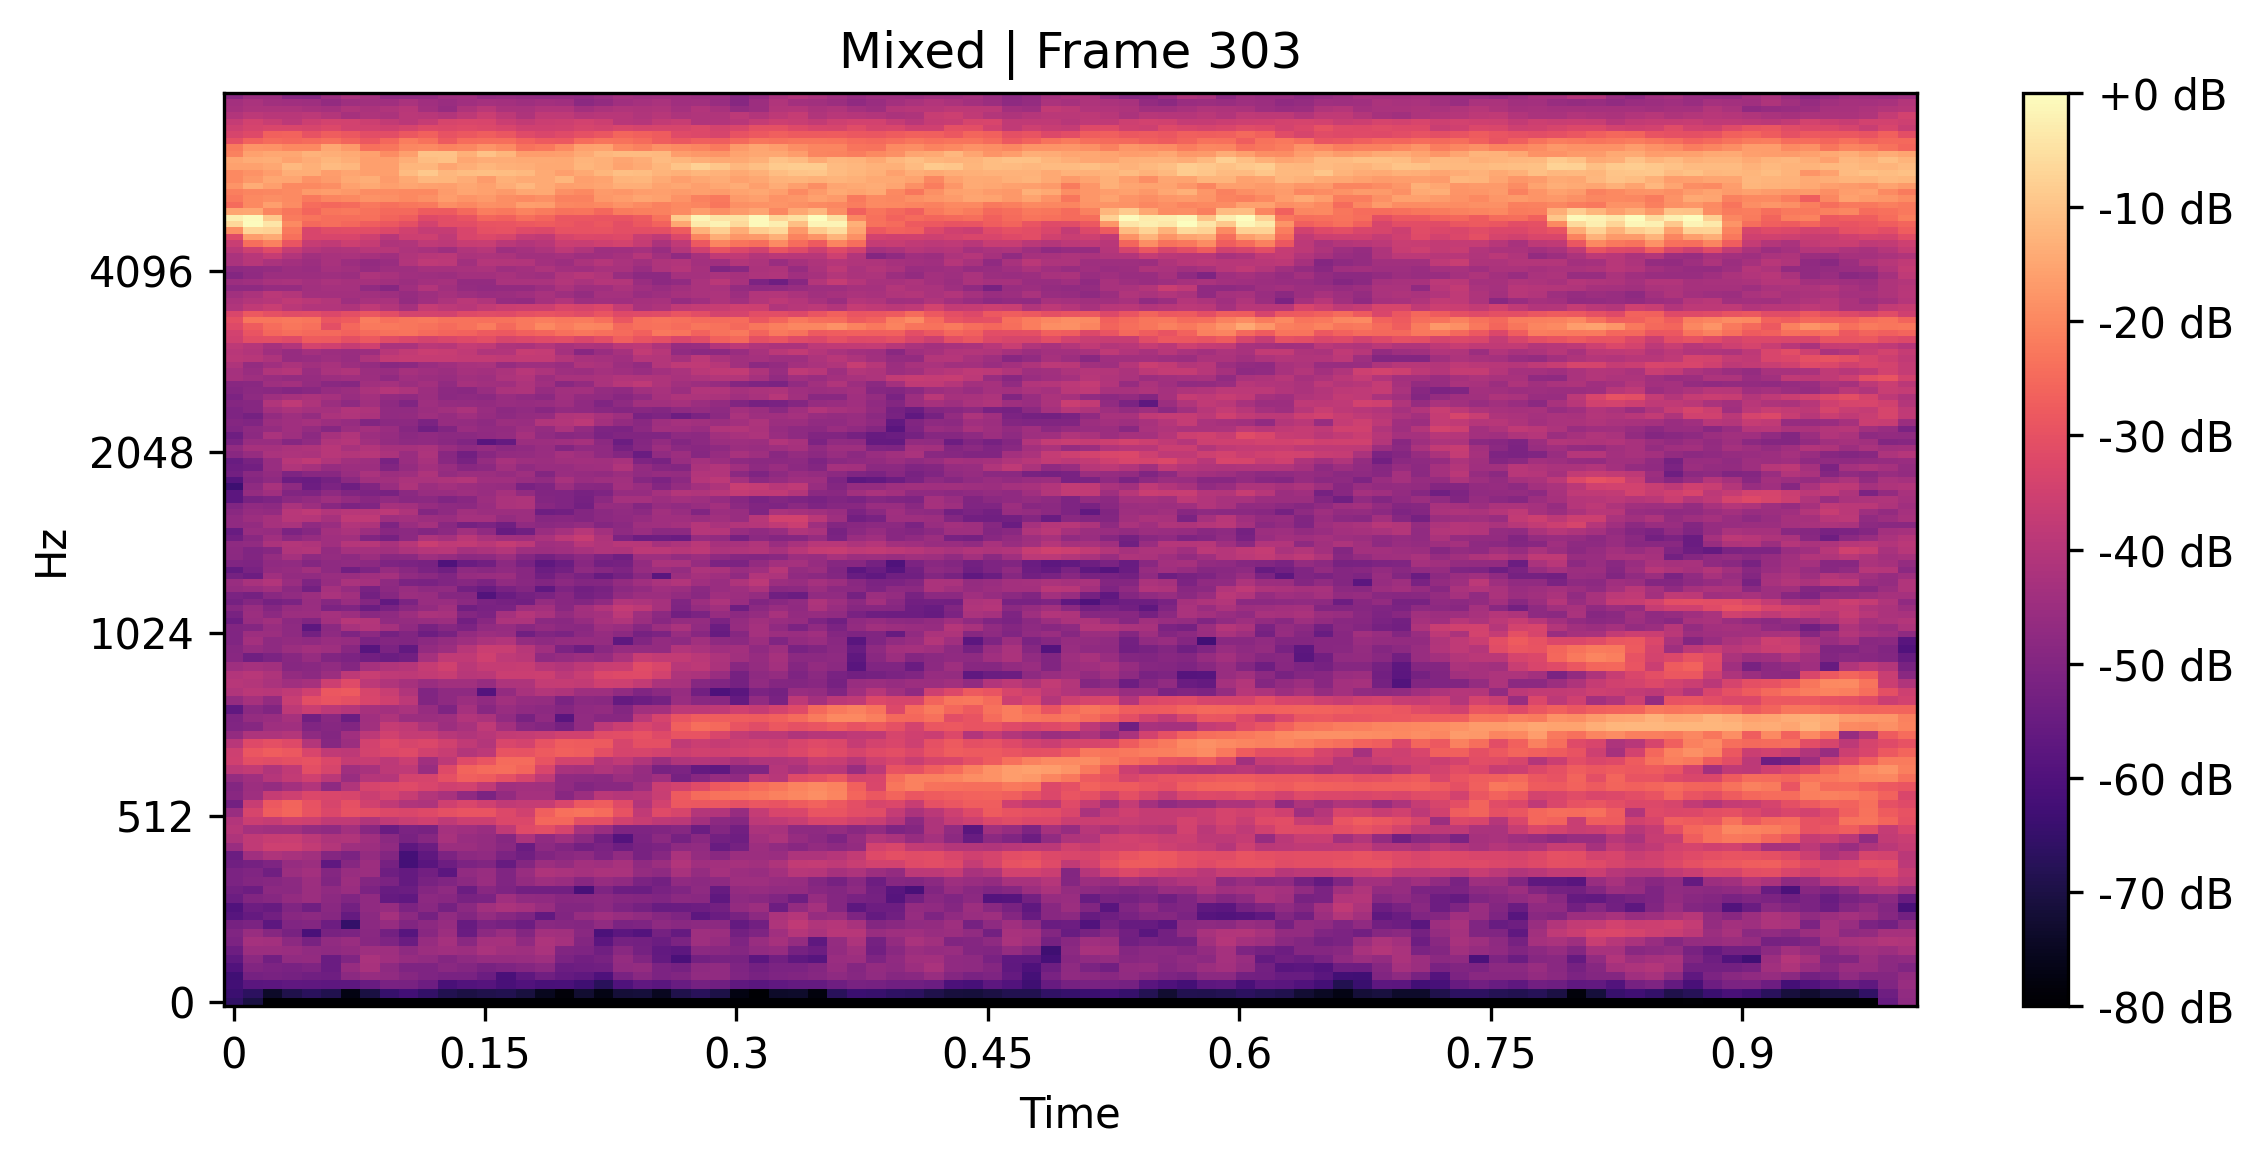 Mixed | Frame 303
Hz
4096
2048
1024
512
0
0 0.15 0.3 0.45 0.6 0.75 0.9
Time
+0 dB
-10 dB
-20 dB
-30 dB
-40 dB
-50 dB
-60 dB
-70 dB
-80 dB